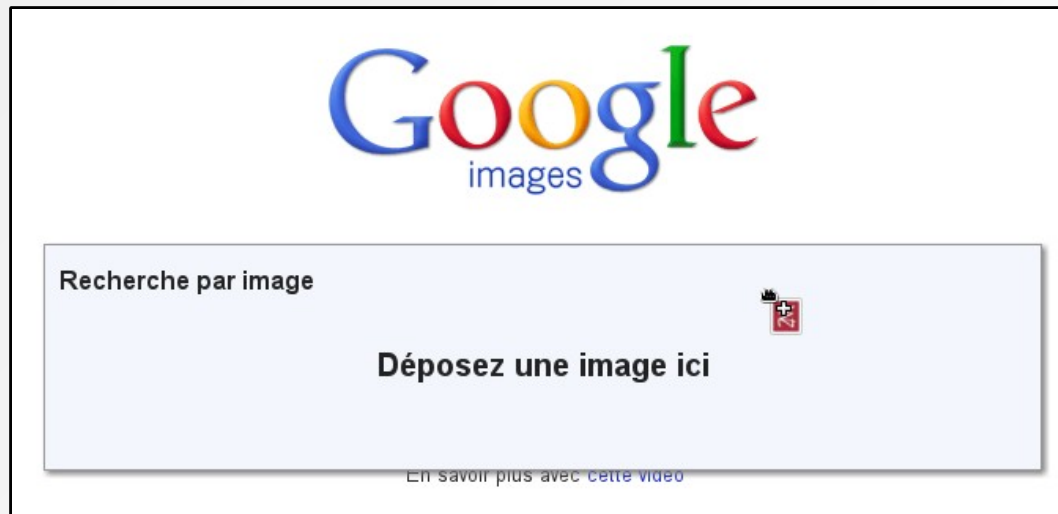 Google
images
Recherche par image
Déposez une image ici
En savoir plus avec cette vidéo